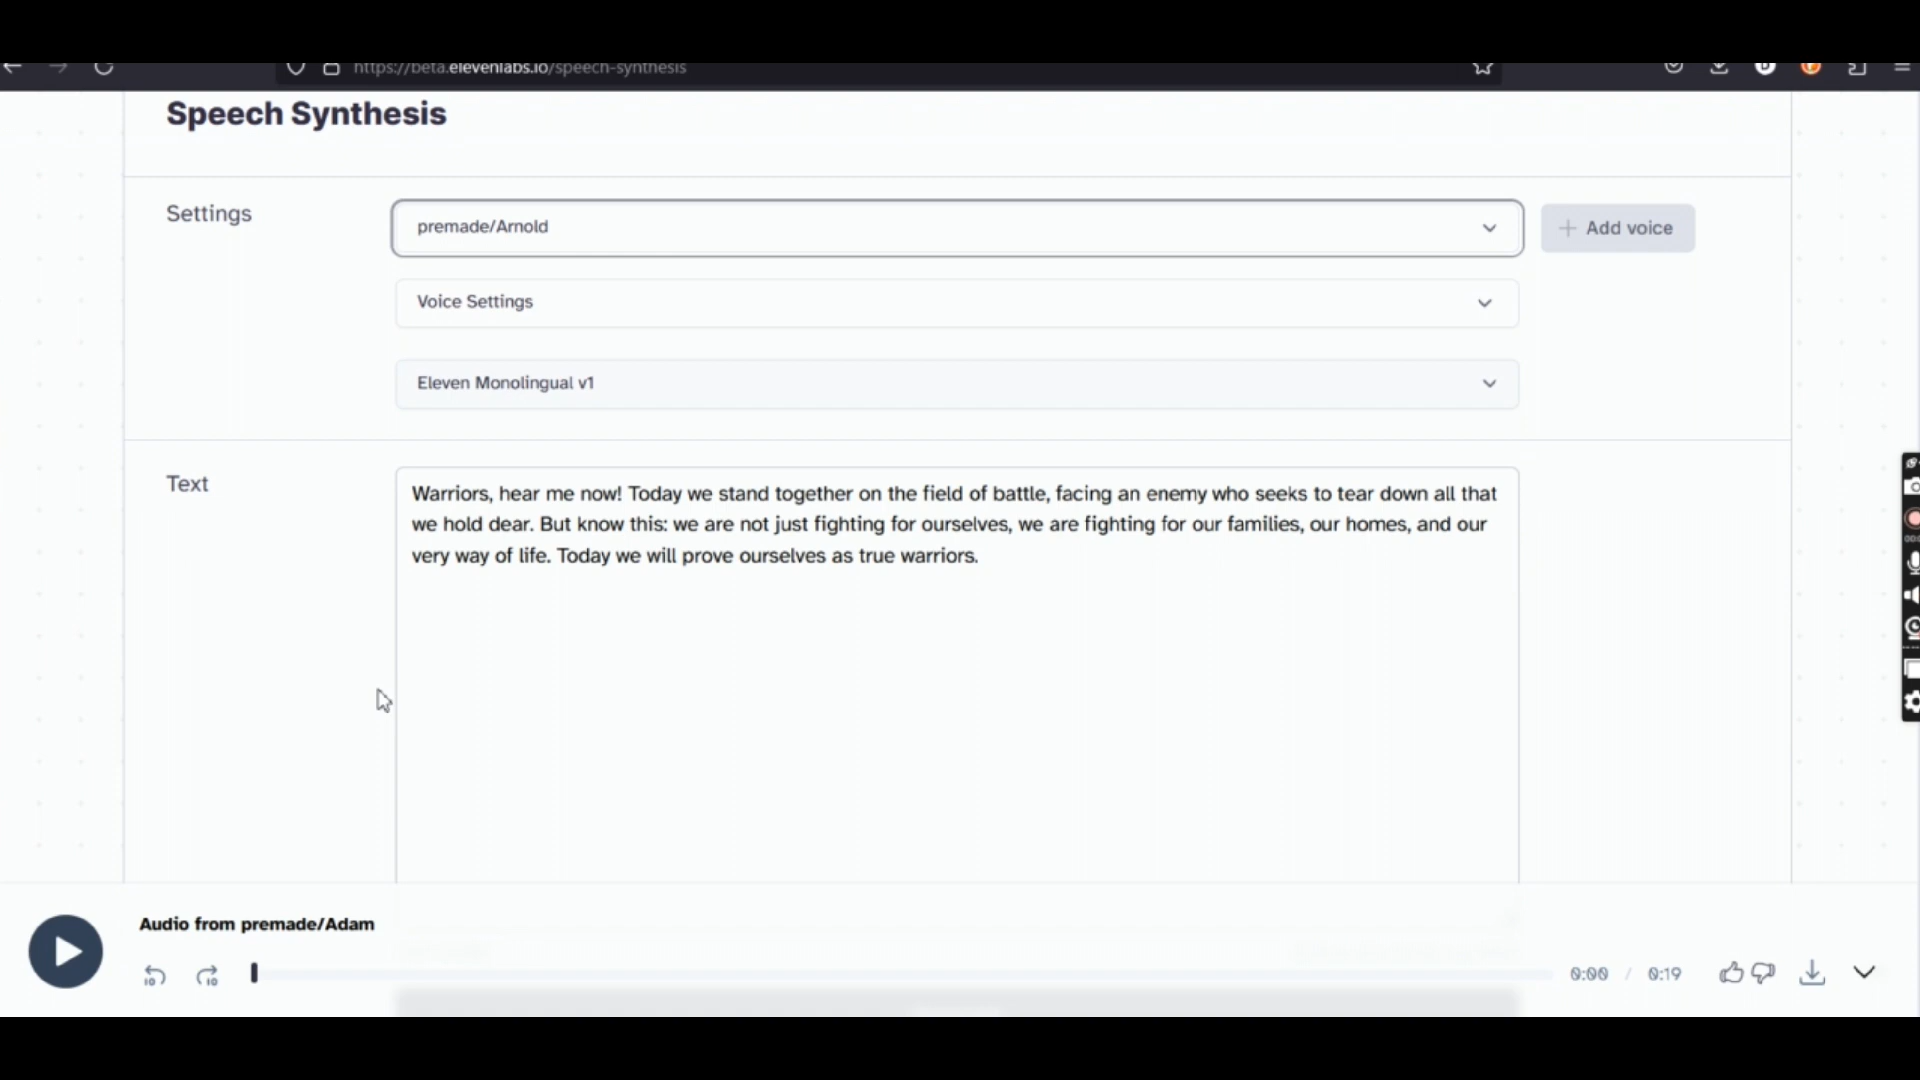 https://beta.elevenlabs.io/speech-synthesis
Speech Synthesis
Settings
premade/Arnold
+ Add voice
Voice Settings
Eleven Monolingual v1
Text
Warriors, hear me now! Today we stand together on the field of battle, facing an enemy who seeks to tear down all that
we hold dear. But know this: we are not just fighting for ourselves, we are fighting for our families, our homes, and our
very way of life. Today we will prove ourselves as true warriors.
Audio from premade/Adam
10
10
0:00 / 0:19